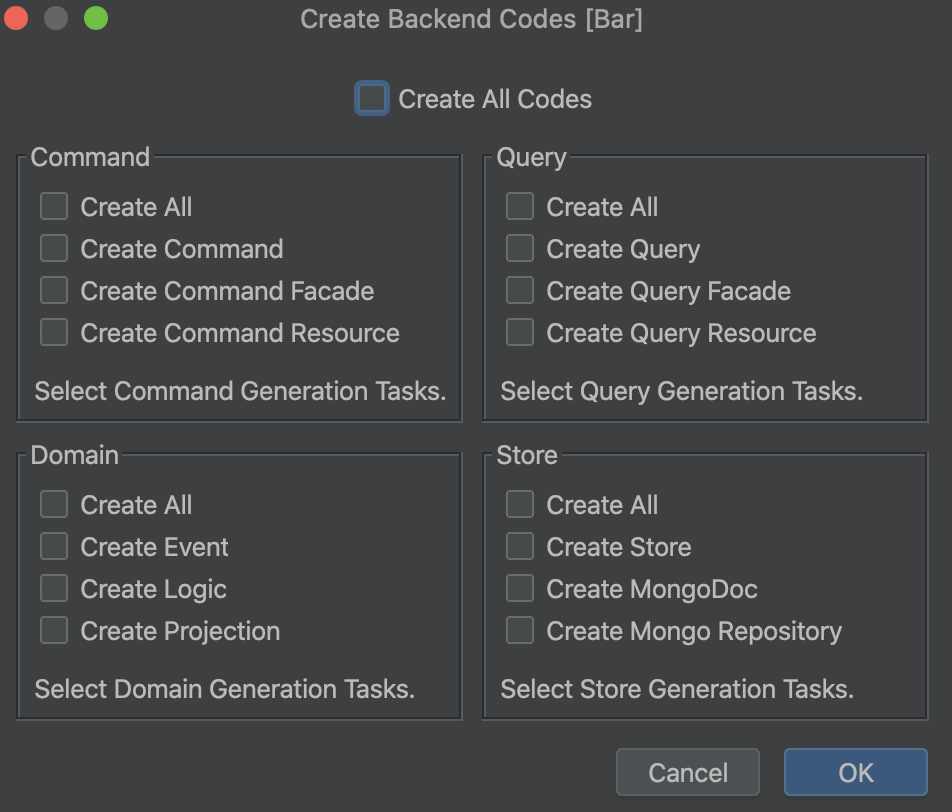 Create Backend Codes [Bar]
Create All Codes
Command
Create All
Create Command
Create Command Facade
Create Command Resource
Select Command Generation Tasks.
Query
Create All
Create Query
Create Query Facade
Create Query Resource
Select Query Generation Tasks.
Domain
Create All
Create Event
Create Logic
Create Projection
Select Domain Generation Tasks.
Store
Create All
Create Store
Create MongoDoc
Create Mongo Repository
Select Store Generation Tasks.
Cancel
OK